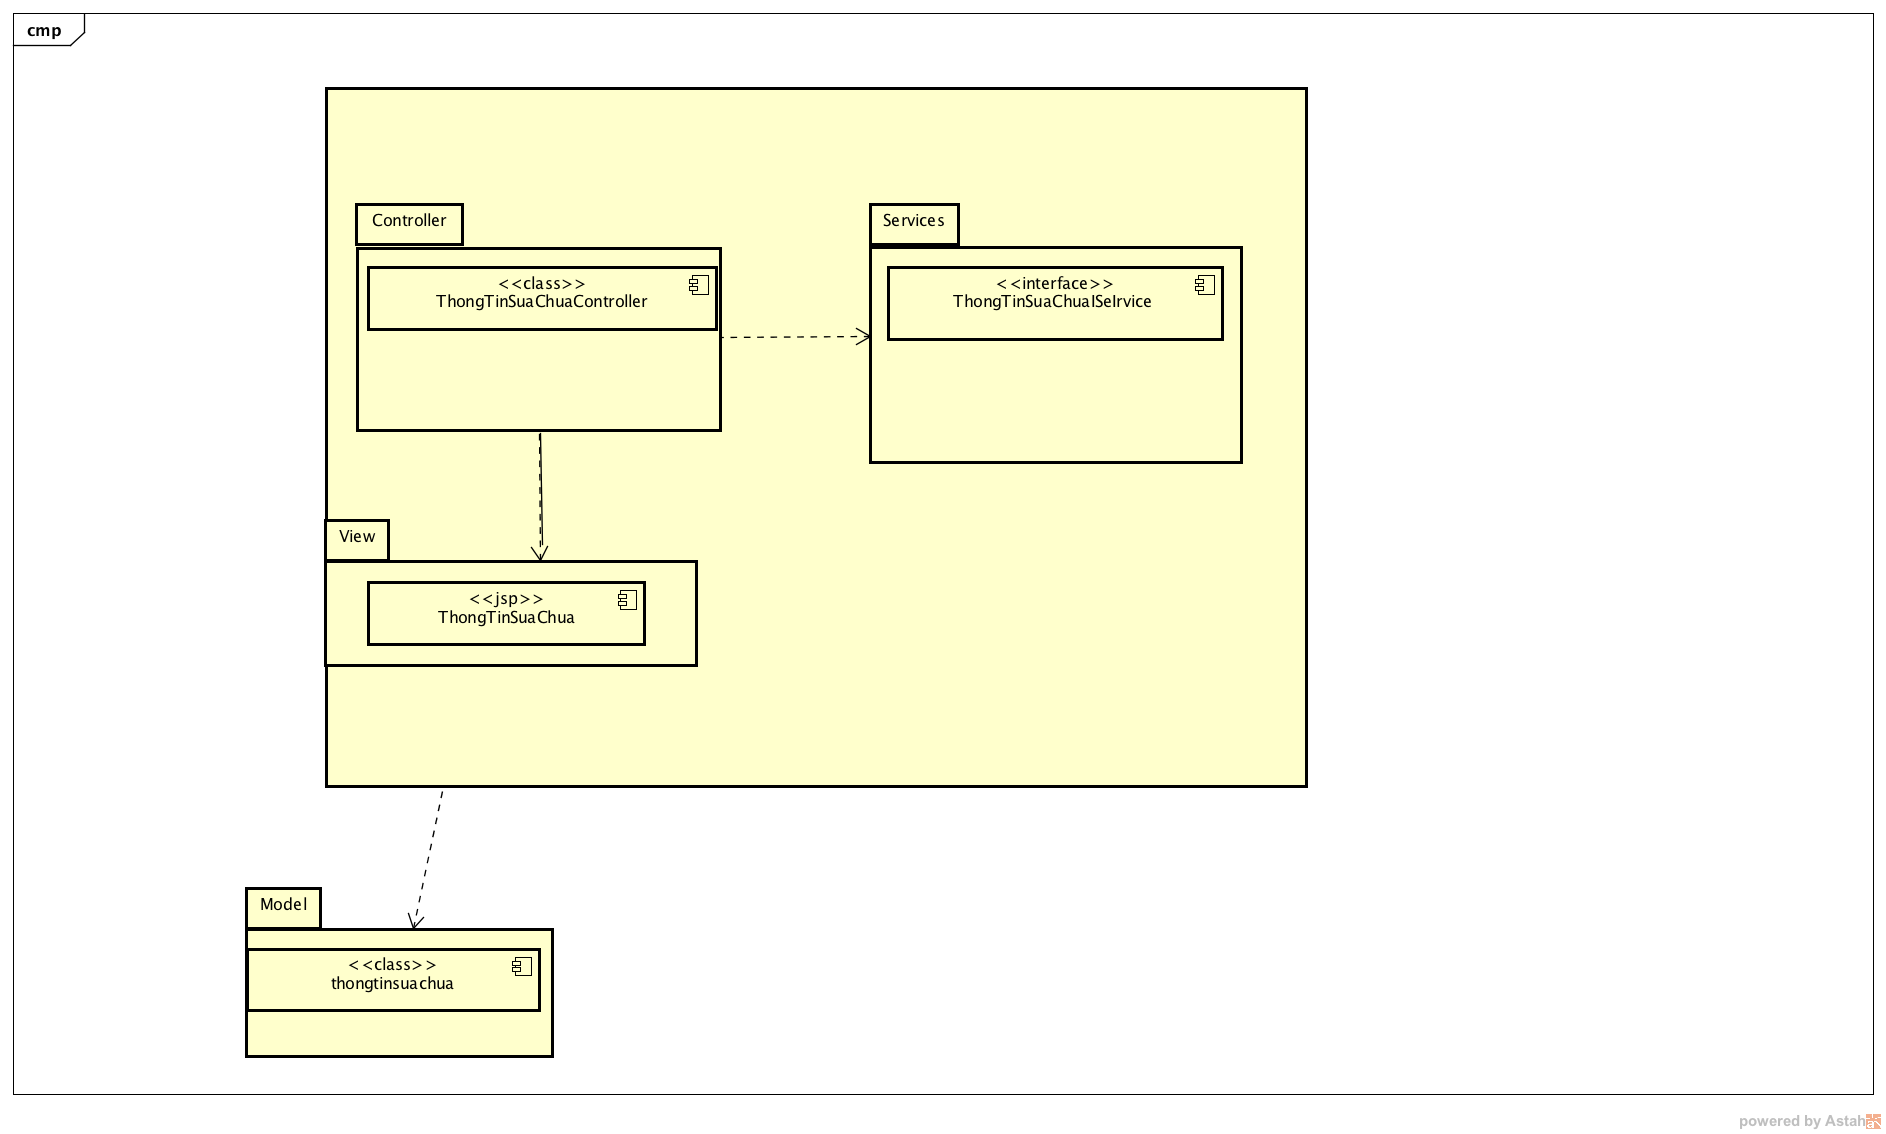 cmp
Controller
<<class>>
ThongTinSuaChuaController
Services
<<interface>>
ThongTinSuaChuaISeIrvice
View
<<jsp>>
ThongTinSuaChua
Model
<<class>>
thongtinsuachua
powered by Astah